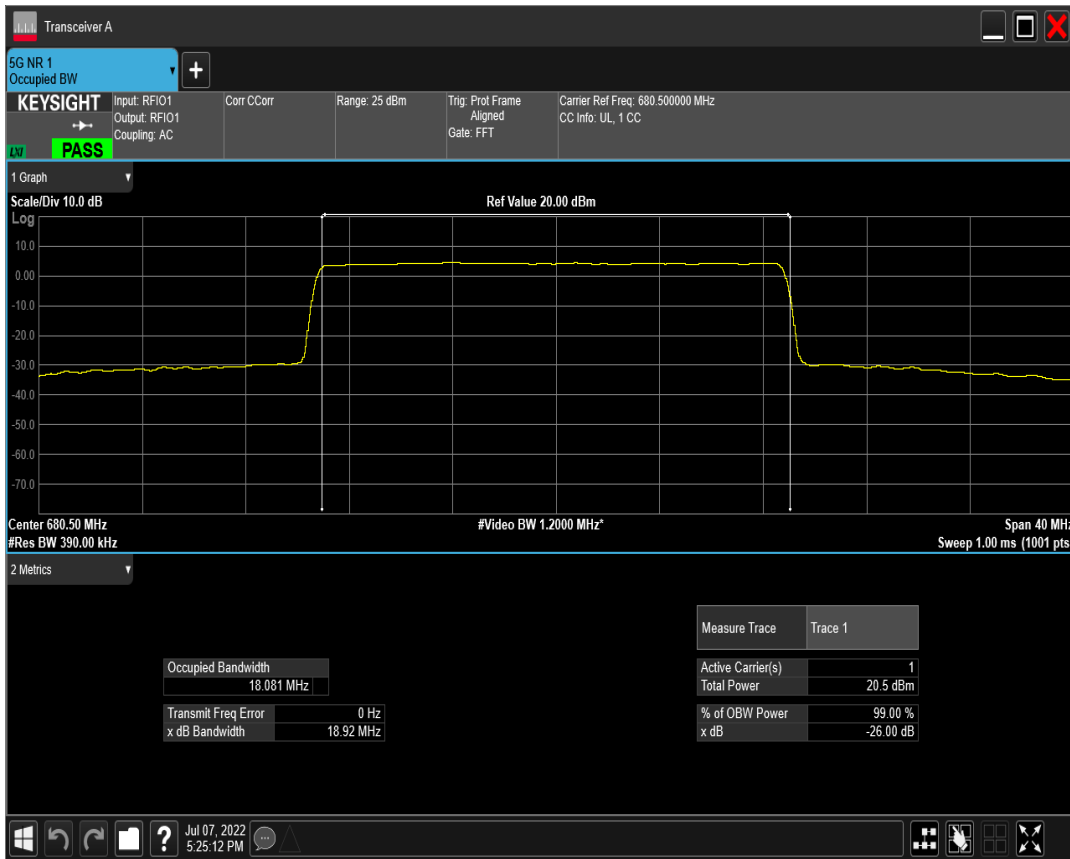 Transceiver A
5G NR 1
Occupied BW
KEYSIGHT
LXI
PASS
Input: RFIO1
Output: RFIO1
Coupling: AC
Corr CCorr
Range: 25 dBm
Trig: Prot Frame
Aligned
Gate: FFT
Carrier Ref Freq: 680.500000 MHz
CC Info: UL, 1 CC
1 Graph
Scale/Div 10.0 dB
Ref Value 20.00 dBm
Log
10.0
0.00
-10.0
-20.0
-30.0
-40.0
-50.0
-60.0
-70.0
Center 680.50 MHz
#Video BW 1.2000 MHz*
Span 40 MHz
#Res BW 390.00 kHz
Sweep 1.00 ms (1001 pts
2 Metrics
Measure Trace Trace 1
Occupied Bandwidth
18.081 MHz
Active Carrier(s) 1
Total Power 20.5 dBm
Transmit Freq Error 0 Hz
x dB Bandwidth 18.92 MHz
% of OBW Power 99.00 %
x dB -26.00 dB
?
Jul 07, 2022
5:25:12 PM